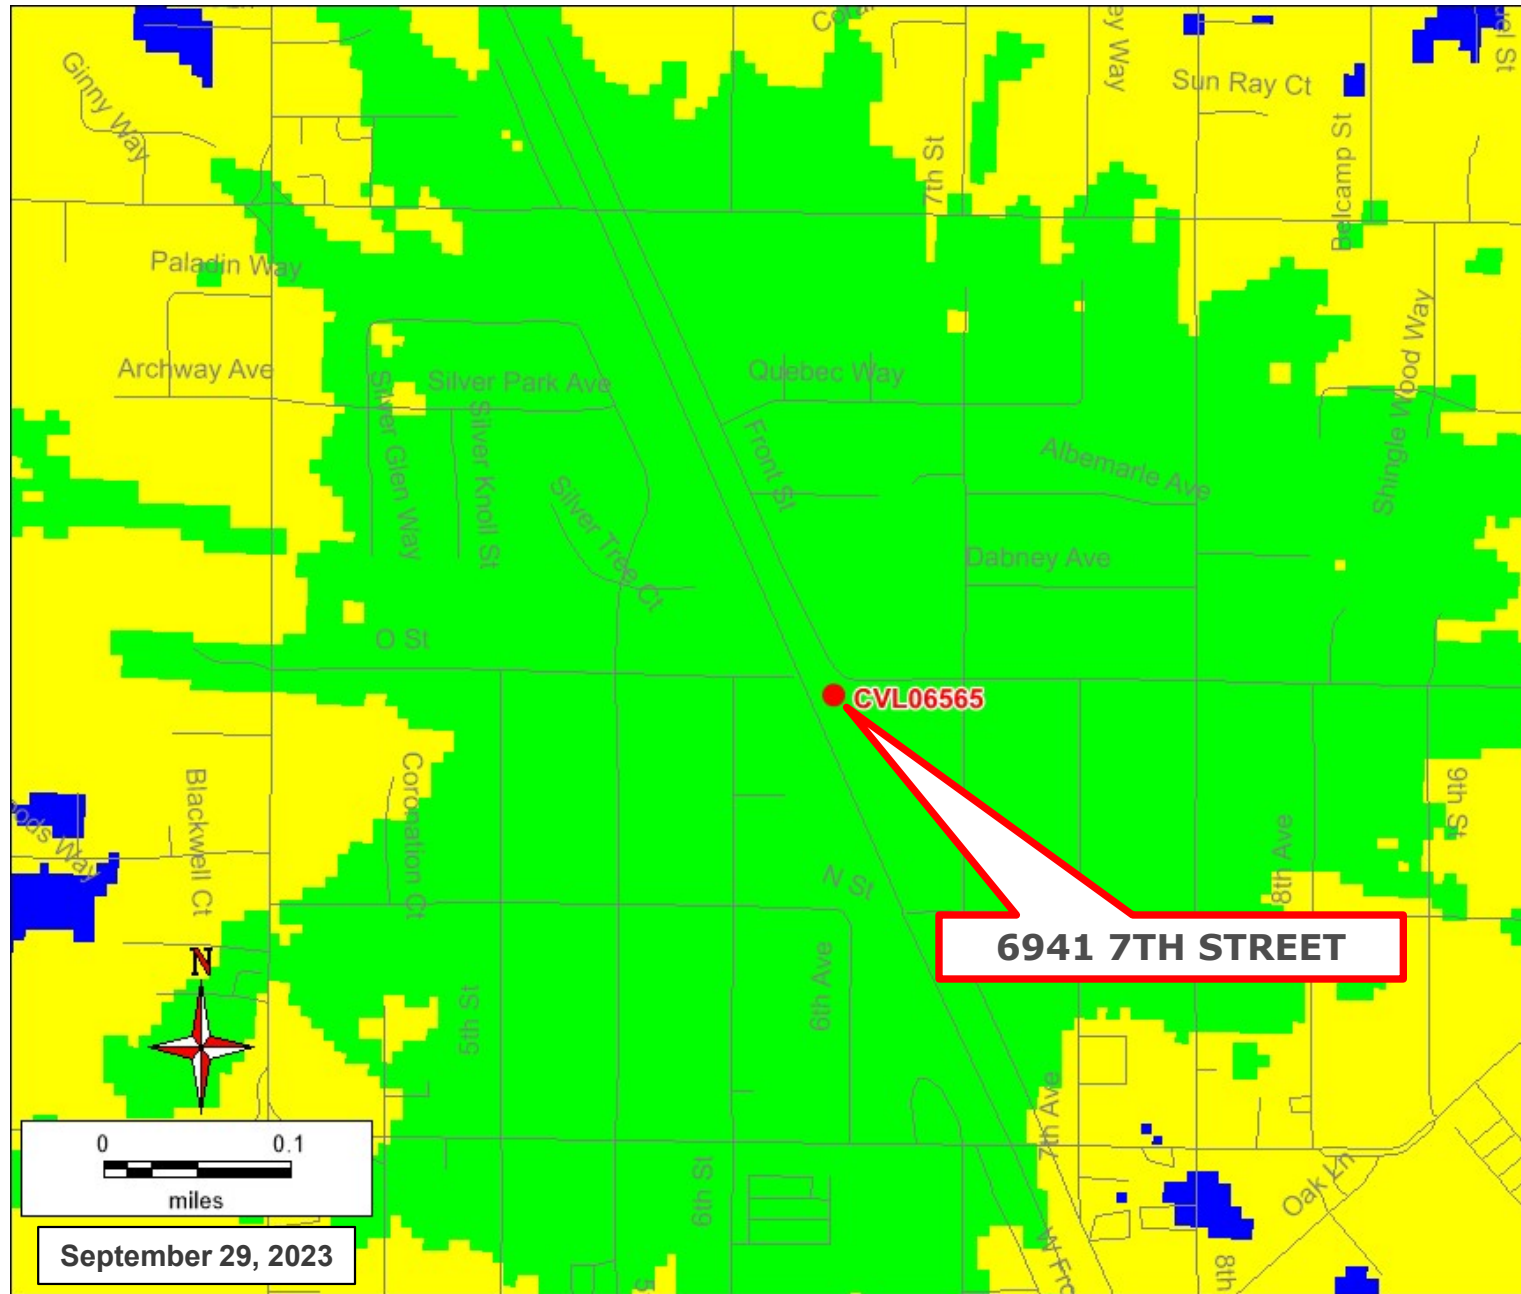 Sun Ray Ct
Ginny Way
7th St
Belcamp St
Paladin Way
Archway Ave
Silver Park Ave
Quebec Way
Silver Glen Way
Silver Knoll St
Front St
Shingle Wood Way
Albemarle Ave
Silver Tree Ct
Dabney Ave
O St
CVL06565
Blackwell Ct
Coronation Ct
9th St
8th Ave
N St
6941 7TH STREET
N
5th St
6th Ave
7th Ave
0 0.1
miles
6th St
Oak Ln
September 29, 2023
8th